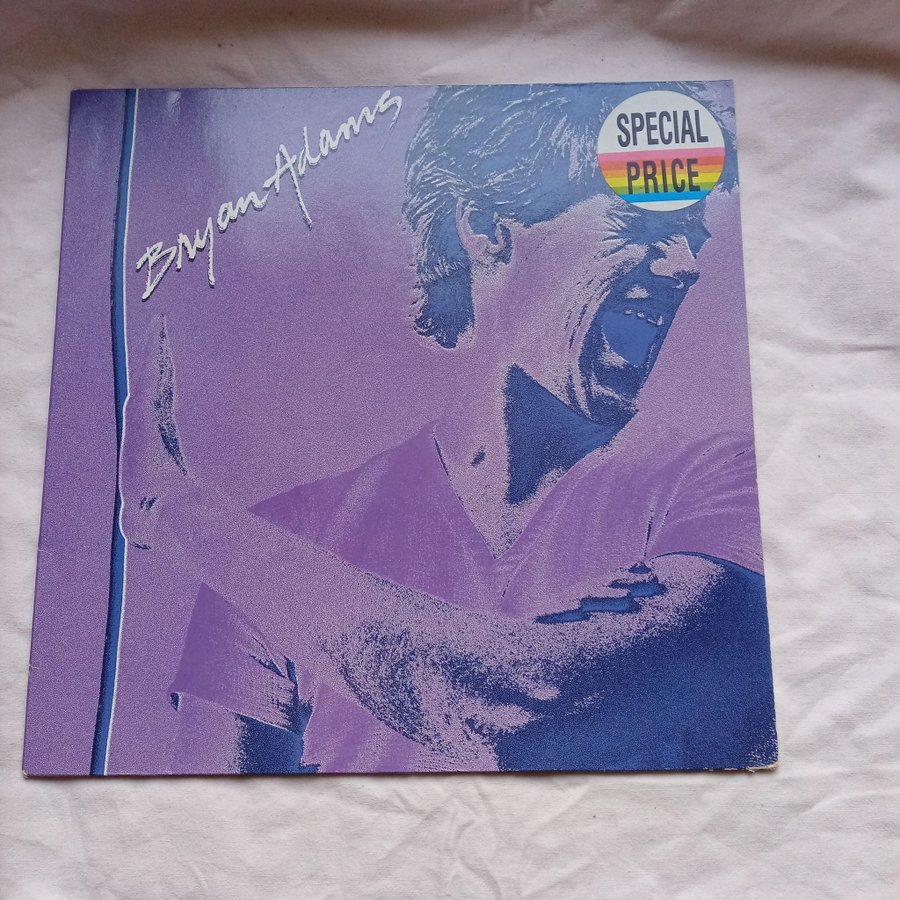 Bryan Adams
SPECIAL
PRICE